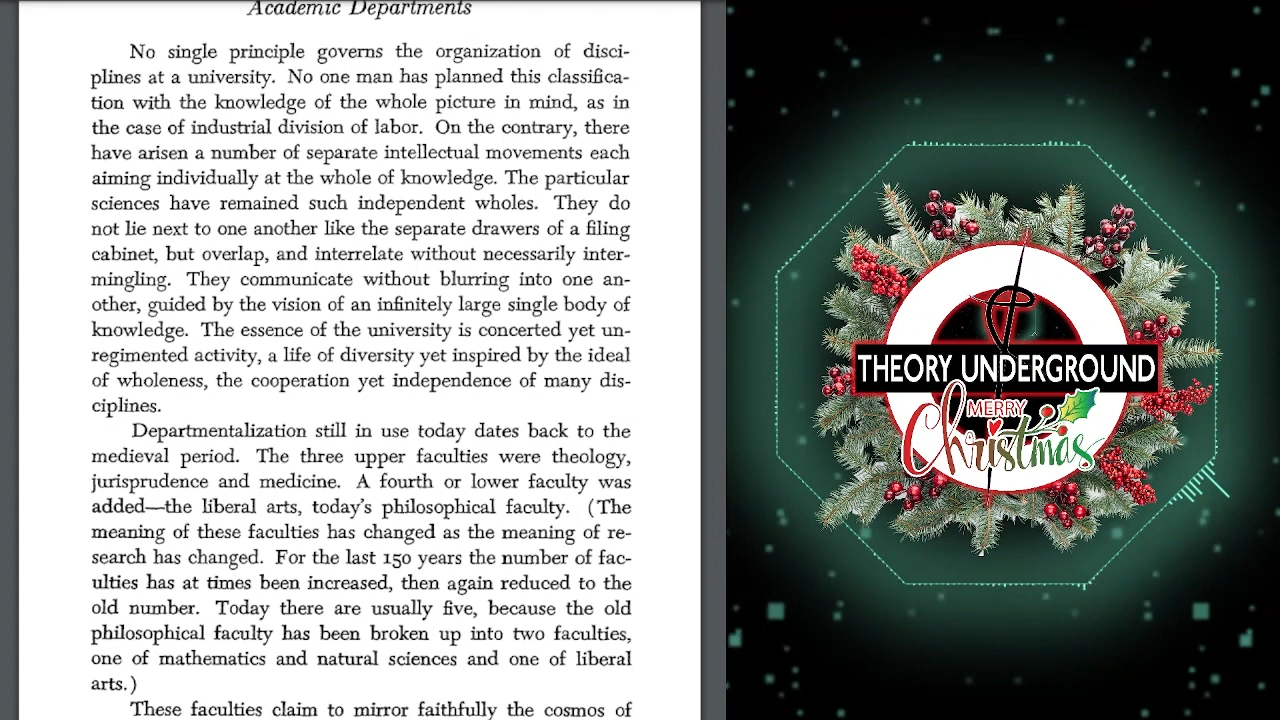 Academic Departments
No single principle governs the organization of disci-
plines at a university. No one man has planned this classifica-
tion with the knowledge of the whole picture in mind, as in
the case of industrial division of labor. On the contrary, there
have arisen a number of separate intellectual movements each
aiming individually at the whole of knowledge. The particular
sciences have remained such independent wholes. They do
not lie next to one another like the separate drawers of a filing
cabinet, but overlap, and interrelate without necessarily inter-
mingling. They communicate without blurring into one an-
other, guided by the vision of an infinitely large single body of
knowledge. The essence of the university is concerted yet un-
regimented activity, a life of diversity yet inspired by the ideal
of wholeness, the cooperation yet independence of many dis-
ciplines.
Departmentalization still in use today dates back to the
medieval period. The three upper faculties were theology,
jurisprudence and medicine. A fourth or lower faculty was
added—the liberal arts, today's philosophical faculty. (The
meaning of these faculties has changed as the meaning of re-
search has changed. For the last 150 years the number of fac-
ulties has at times been increased, then again reduced to the
old number. Today there are usually five, because the old
philosophical faculty has been broken up into two faculties,
one of mathematics and natural sciences and one of liberal
arts.)
These faculties claim to mirror faithfully the cosmos of
THEORY UNDERGROUND
MERRY
Christmas